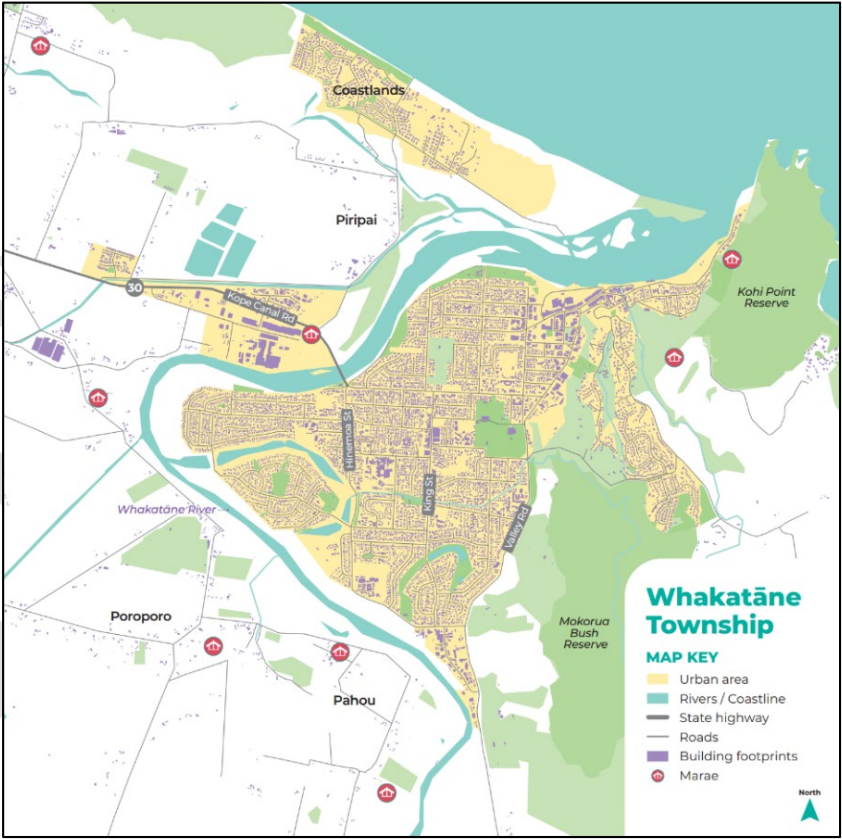 Coastlands
Piripai
30
Kope Canal Rd
Kohi Point
Reserve
Hinemoa St
King St
Valley Rd
Whakatāne River
Poroporo
Pahou
Mokorua
Bush
Reserve
Whakatāne
Township
MAP KEY
Urban area
Rivers / Coastline
State highway
Roads
Building footprints
Marae
North